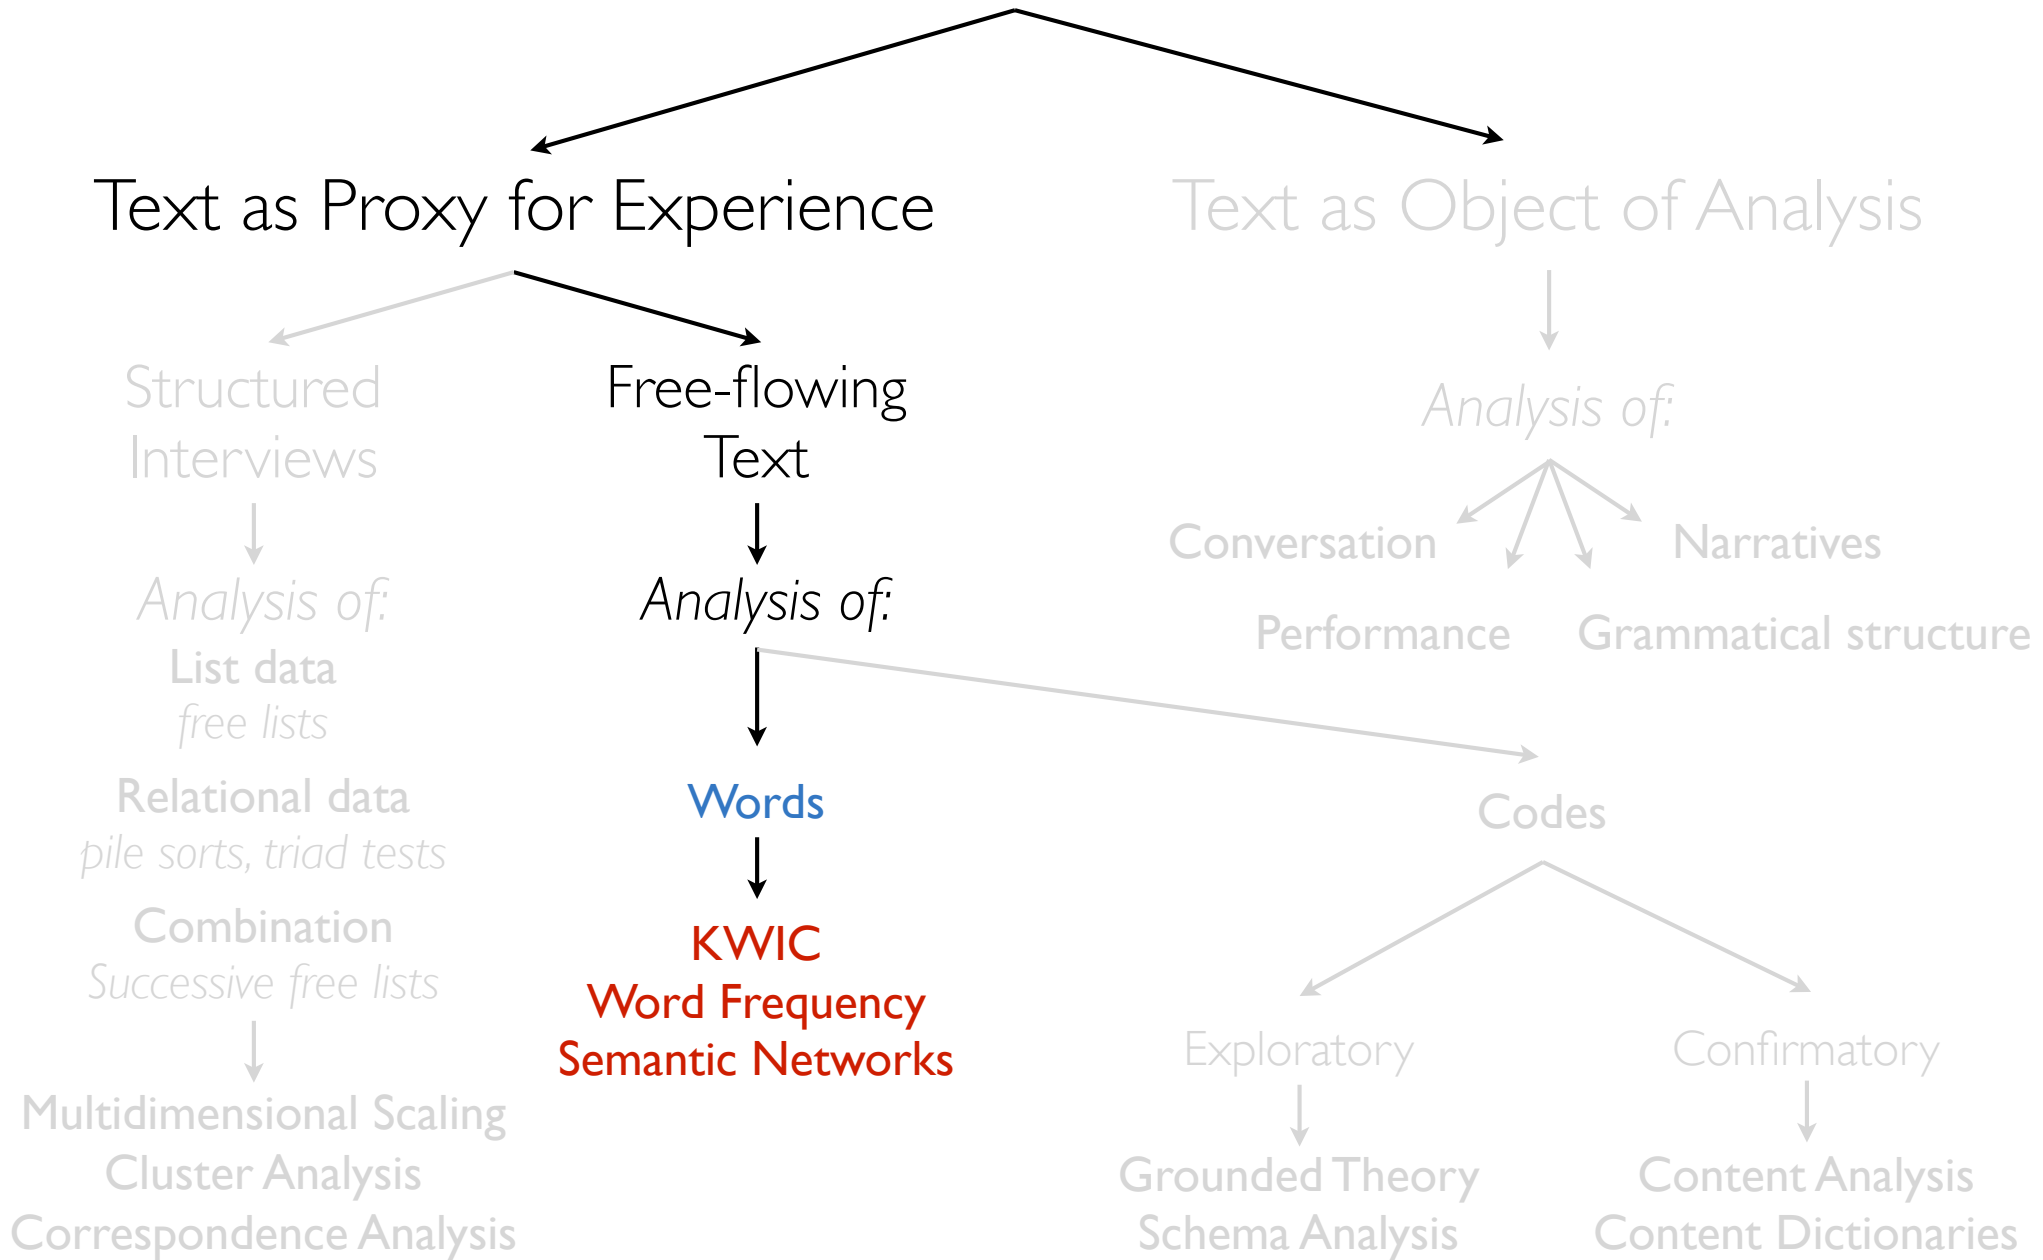 Text as Proxy for Experience
Text as Object of Analysis
Structured
Interviews
Free-flowing
Text
Analysis of:
Conversation
Narratives
Performance
Grammatical structure
Analysis of:
List data
free lists
Relational data
pile sorts, triad tests
Combination
Successive free lists
Multidimensional Scaling
Cluster Analysis
Correspondence Analysis
Analysis of:
Words
KWIC
Word Frequency
Semantic Networks
Codes
Exploratory
Grounded Theory
Schema Analysis
Confirmatory
Content Analysis
Content Dictionaries